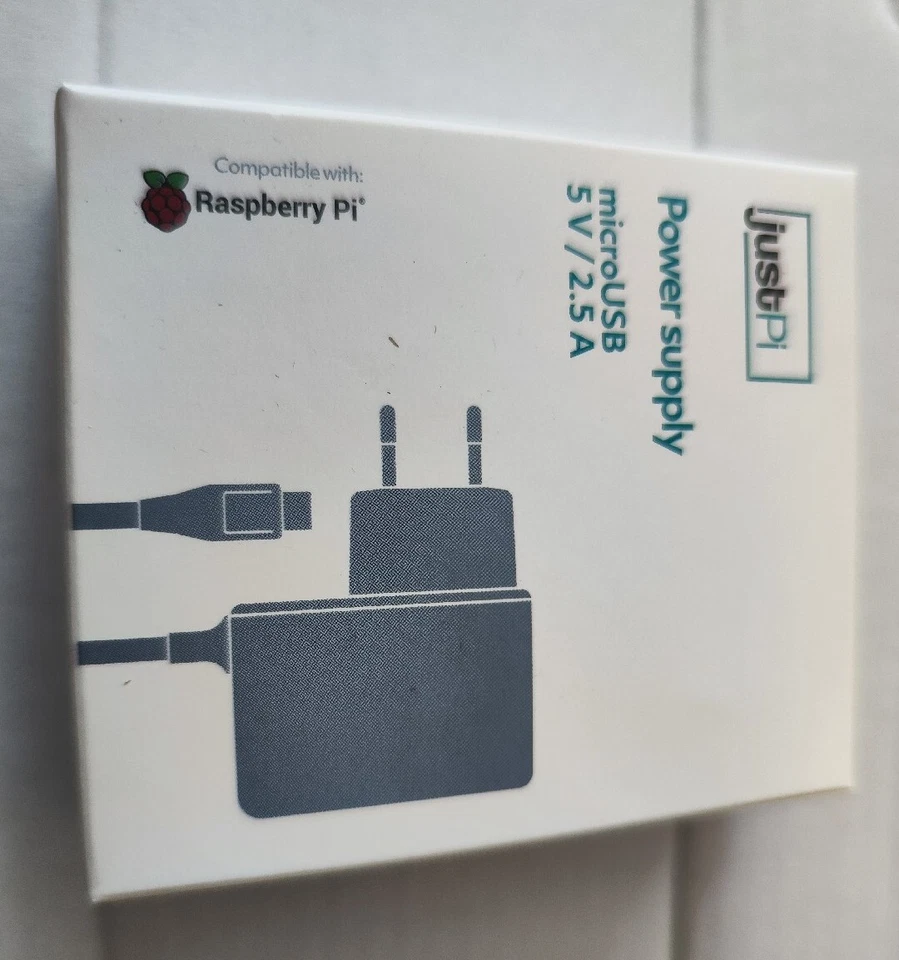 justPi
Power supply
microUSB
5 V / 2.5 A
Compatible with:
Raspberry Pi®